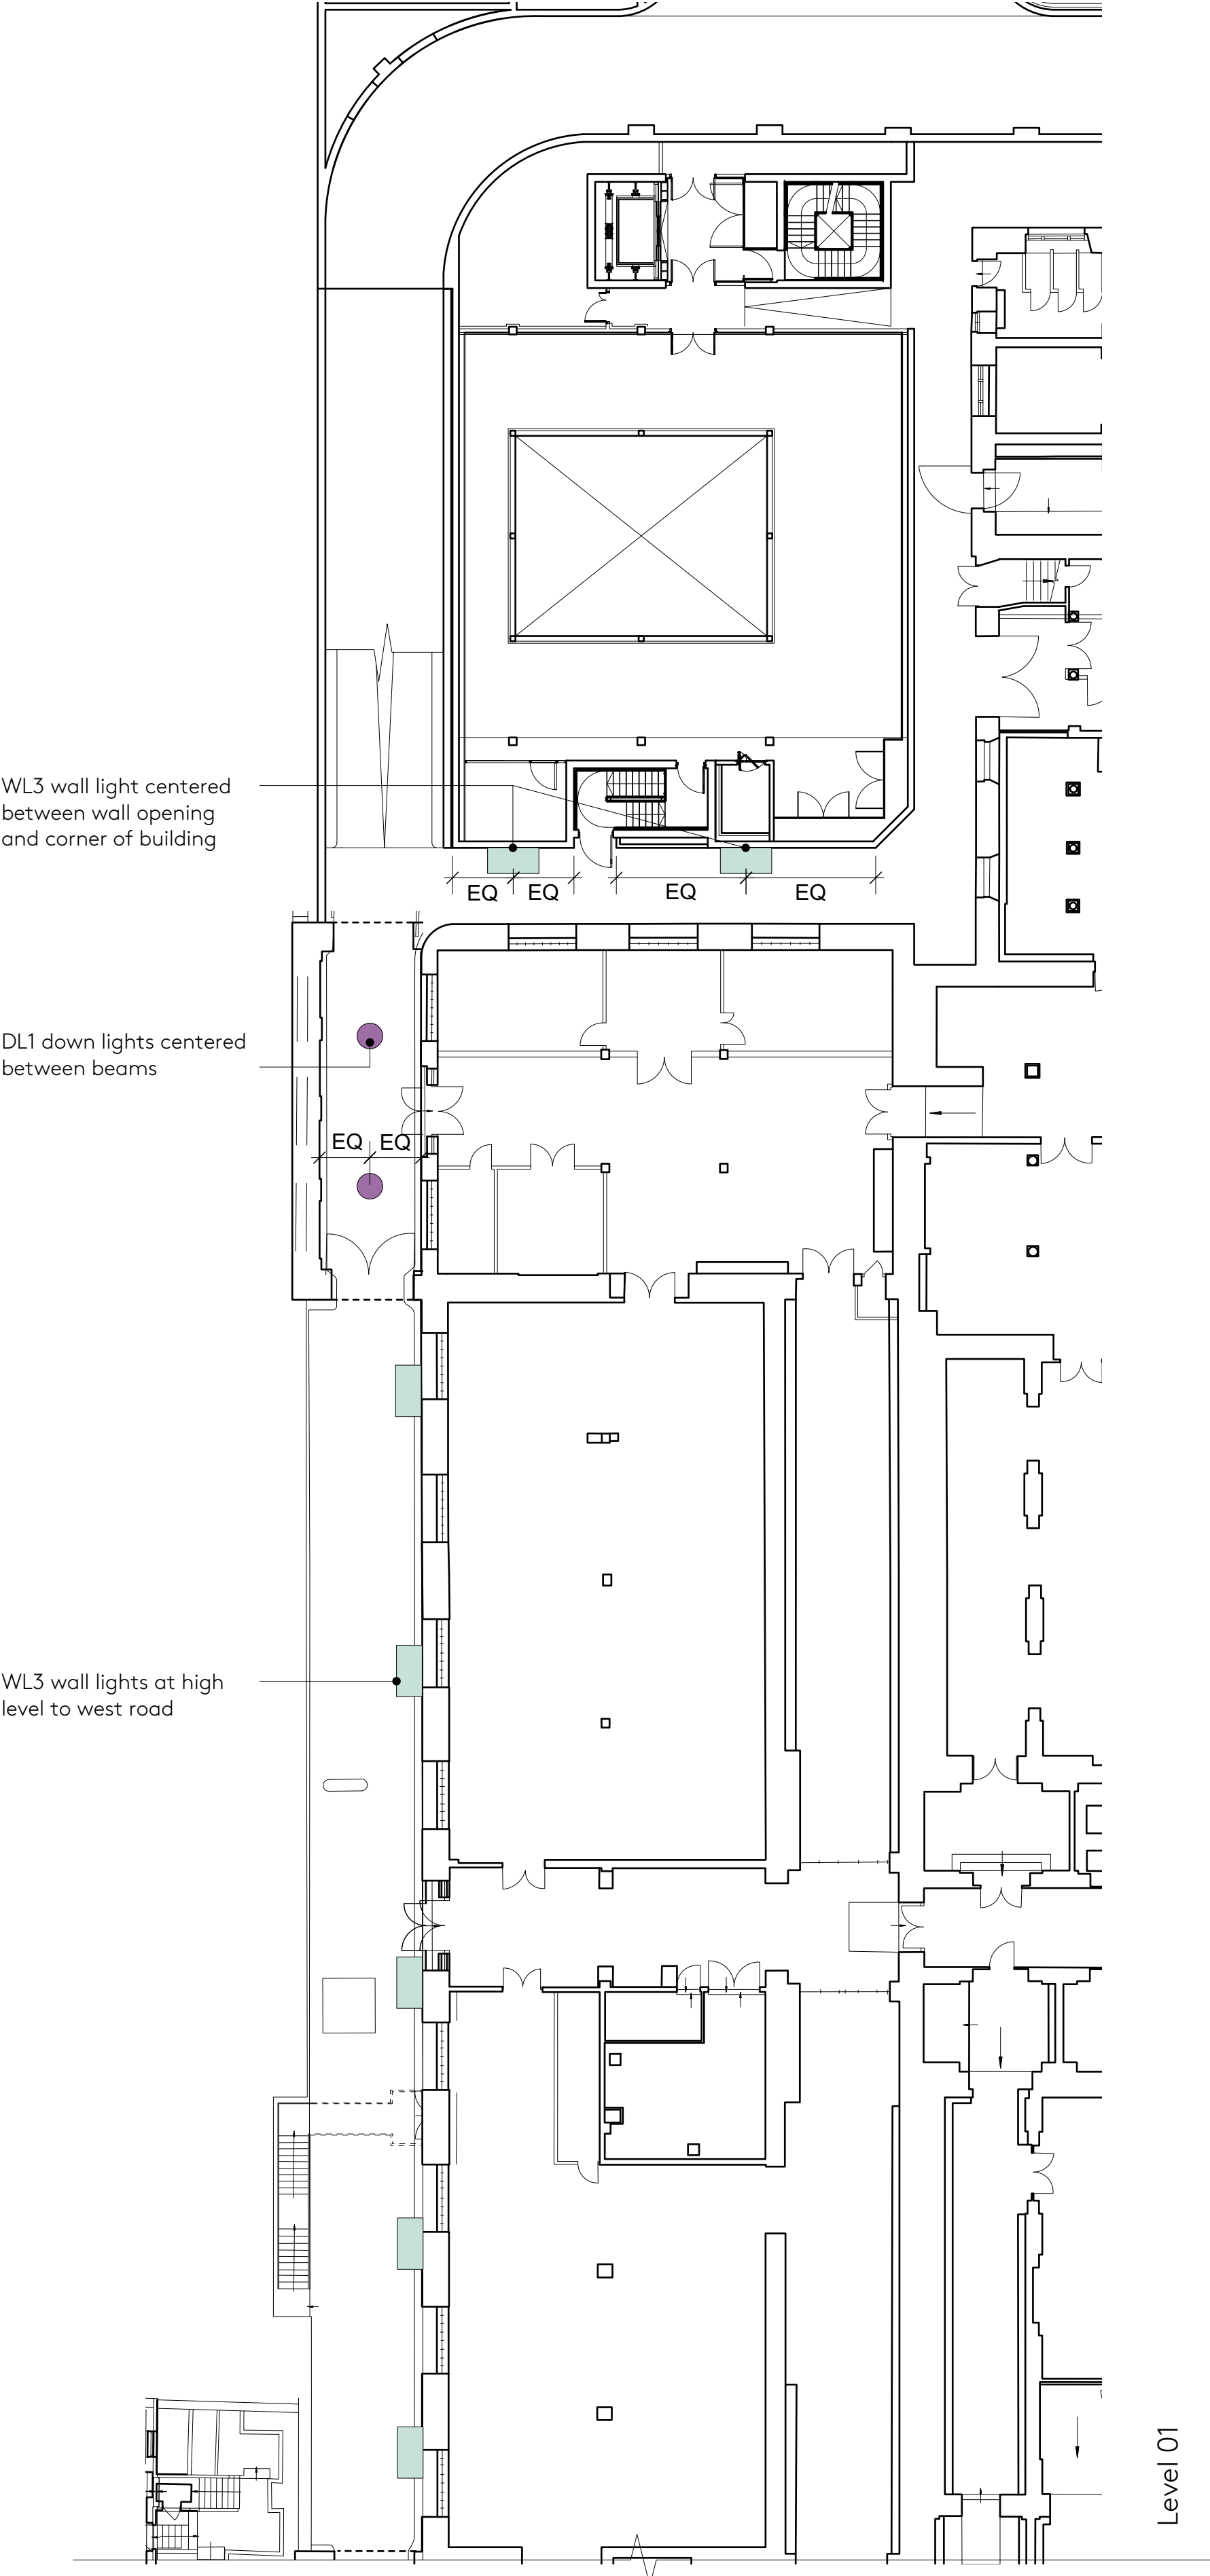 WL3 wall light centered
between wall opening
and corner of building
EQ EQ EQ EQ
DL1 down lights centered
between beams
EQ EQ
WL3 wall lights at high
level to west road
Level 01